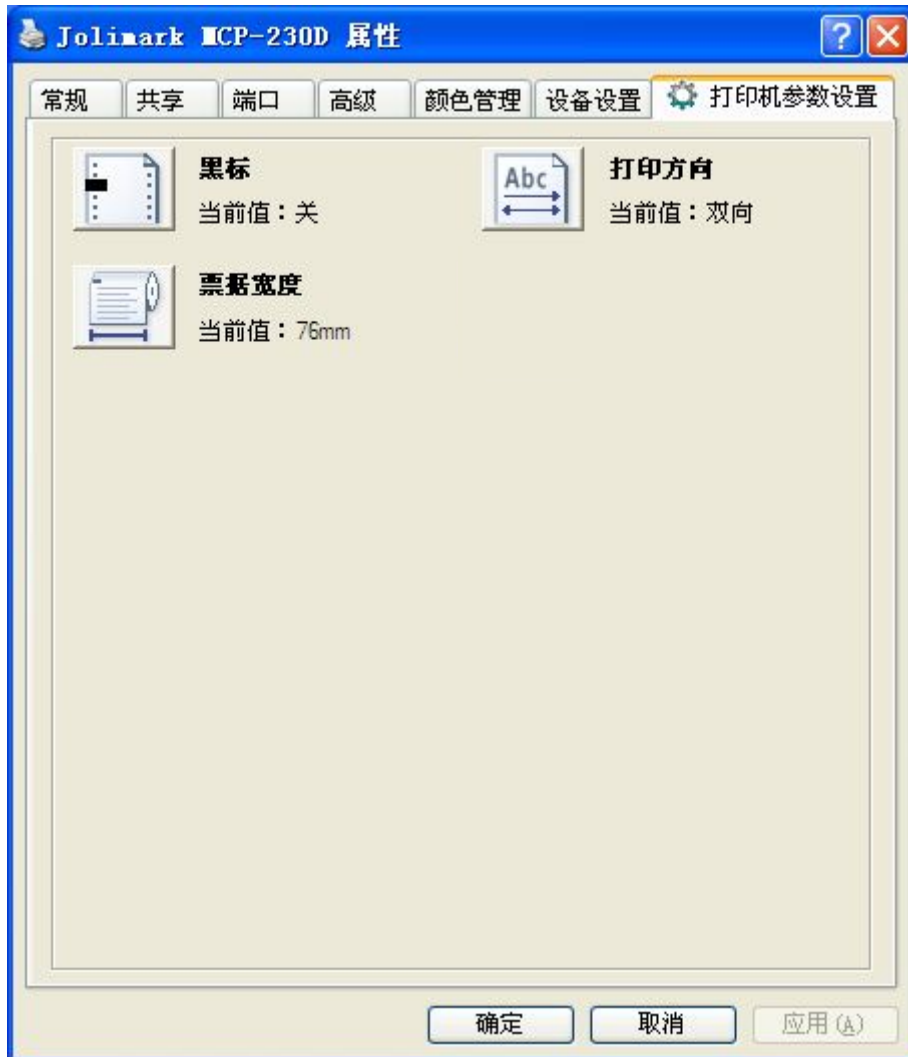 Jolimark MCP-230D 属性
常规 共享 端口 高级 颜色管理 设备设置 打印机参数设置
黑标
当前值：关
Abc
打印方向
当前值：双向
票据宽度
当前值：76mm
确定 取消 应用(A)